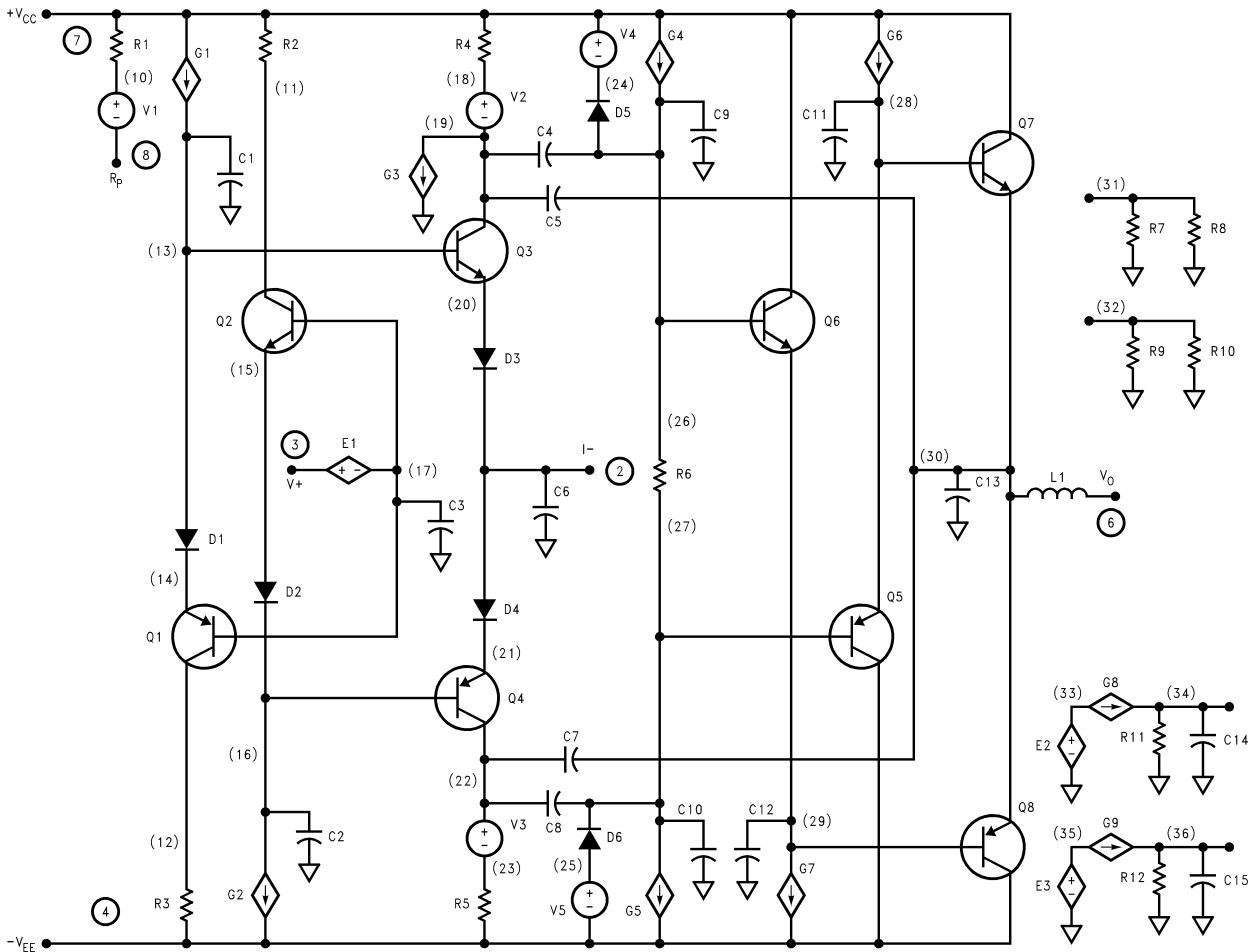 +VCC
7
R1
G1
R2
R4
V4
G4
G6
(10)
(11)
(18)
(24)
V1
V2
D5
C9
C11
(28)
Q7
8
RP
C1
(19)
C4
G3
C5
(31)
R7
R8
(13)
Q3
(20)
Q2
Q6
(32)
R9
R10
(15)
D3
(26)
3
E1
I-
2
(30)
V+
(17)
R6
C13
L1
VO
C3
C6
(27)
6
D1
(14)
D2
D4
Q5
Q1
(21)
Q4
(33)
G8
(34)
E2
R11
C14
(16)
C7
(22)
C2
V3
C8
D6
C10
C12
(29)
Q8
(35)
G9
(36)
(12)
(23)
(25)
E3
R12
C15
R3
G2
R5
V5
G5
G7
4
-VEE